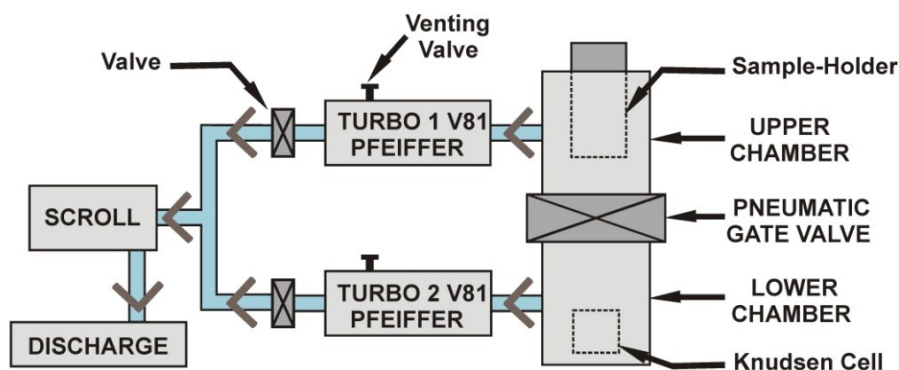 Venting
Valve
Valve
Sample-Holder
TURBO 1 V81
PFEIFFER
UPPER
CHAMBER
SCROLL
PNEUMATIC
GATE VALVE
TURBO 2 V81
PFEIFFER
LOWER
CHAMBER
DISCHARGE
Knudsen Cell